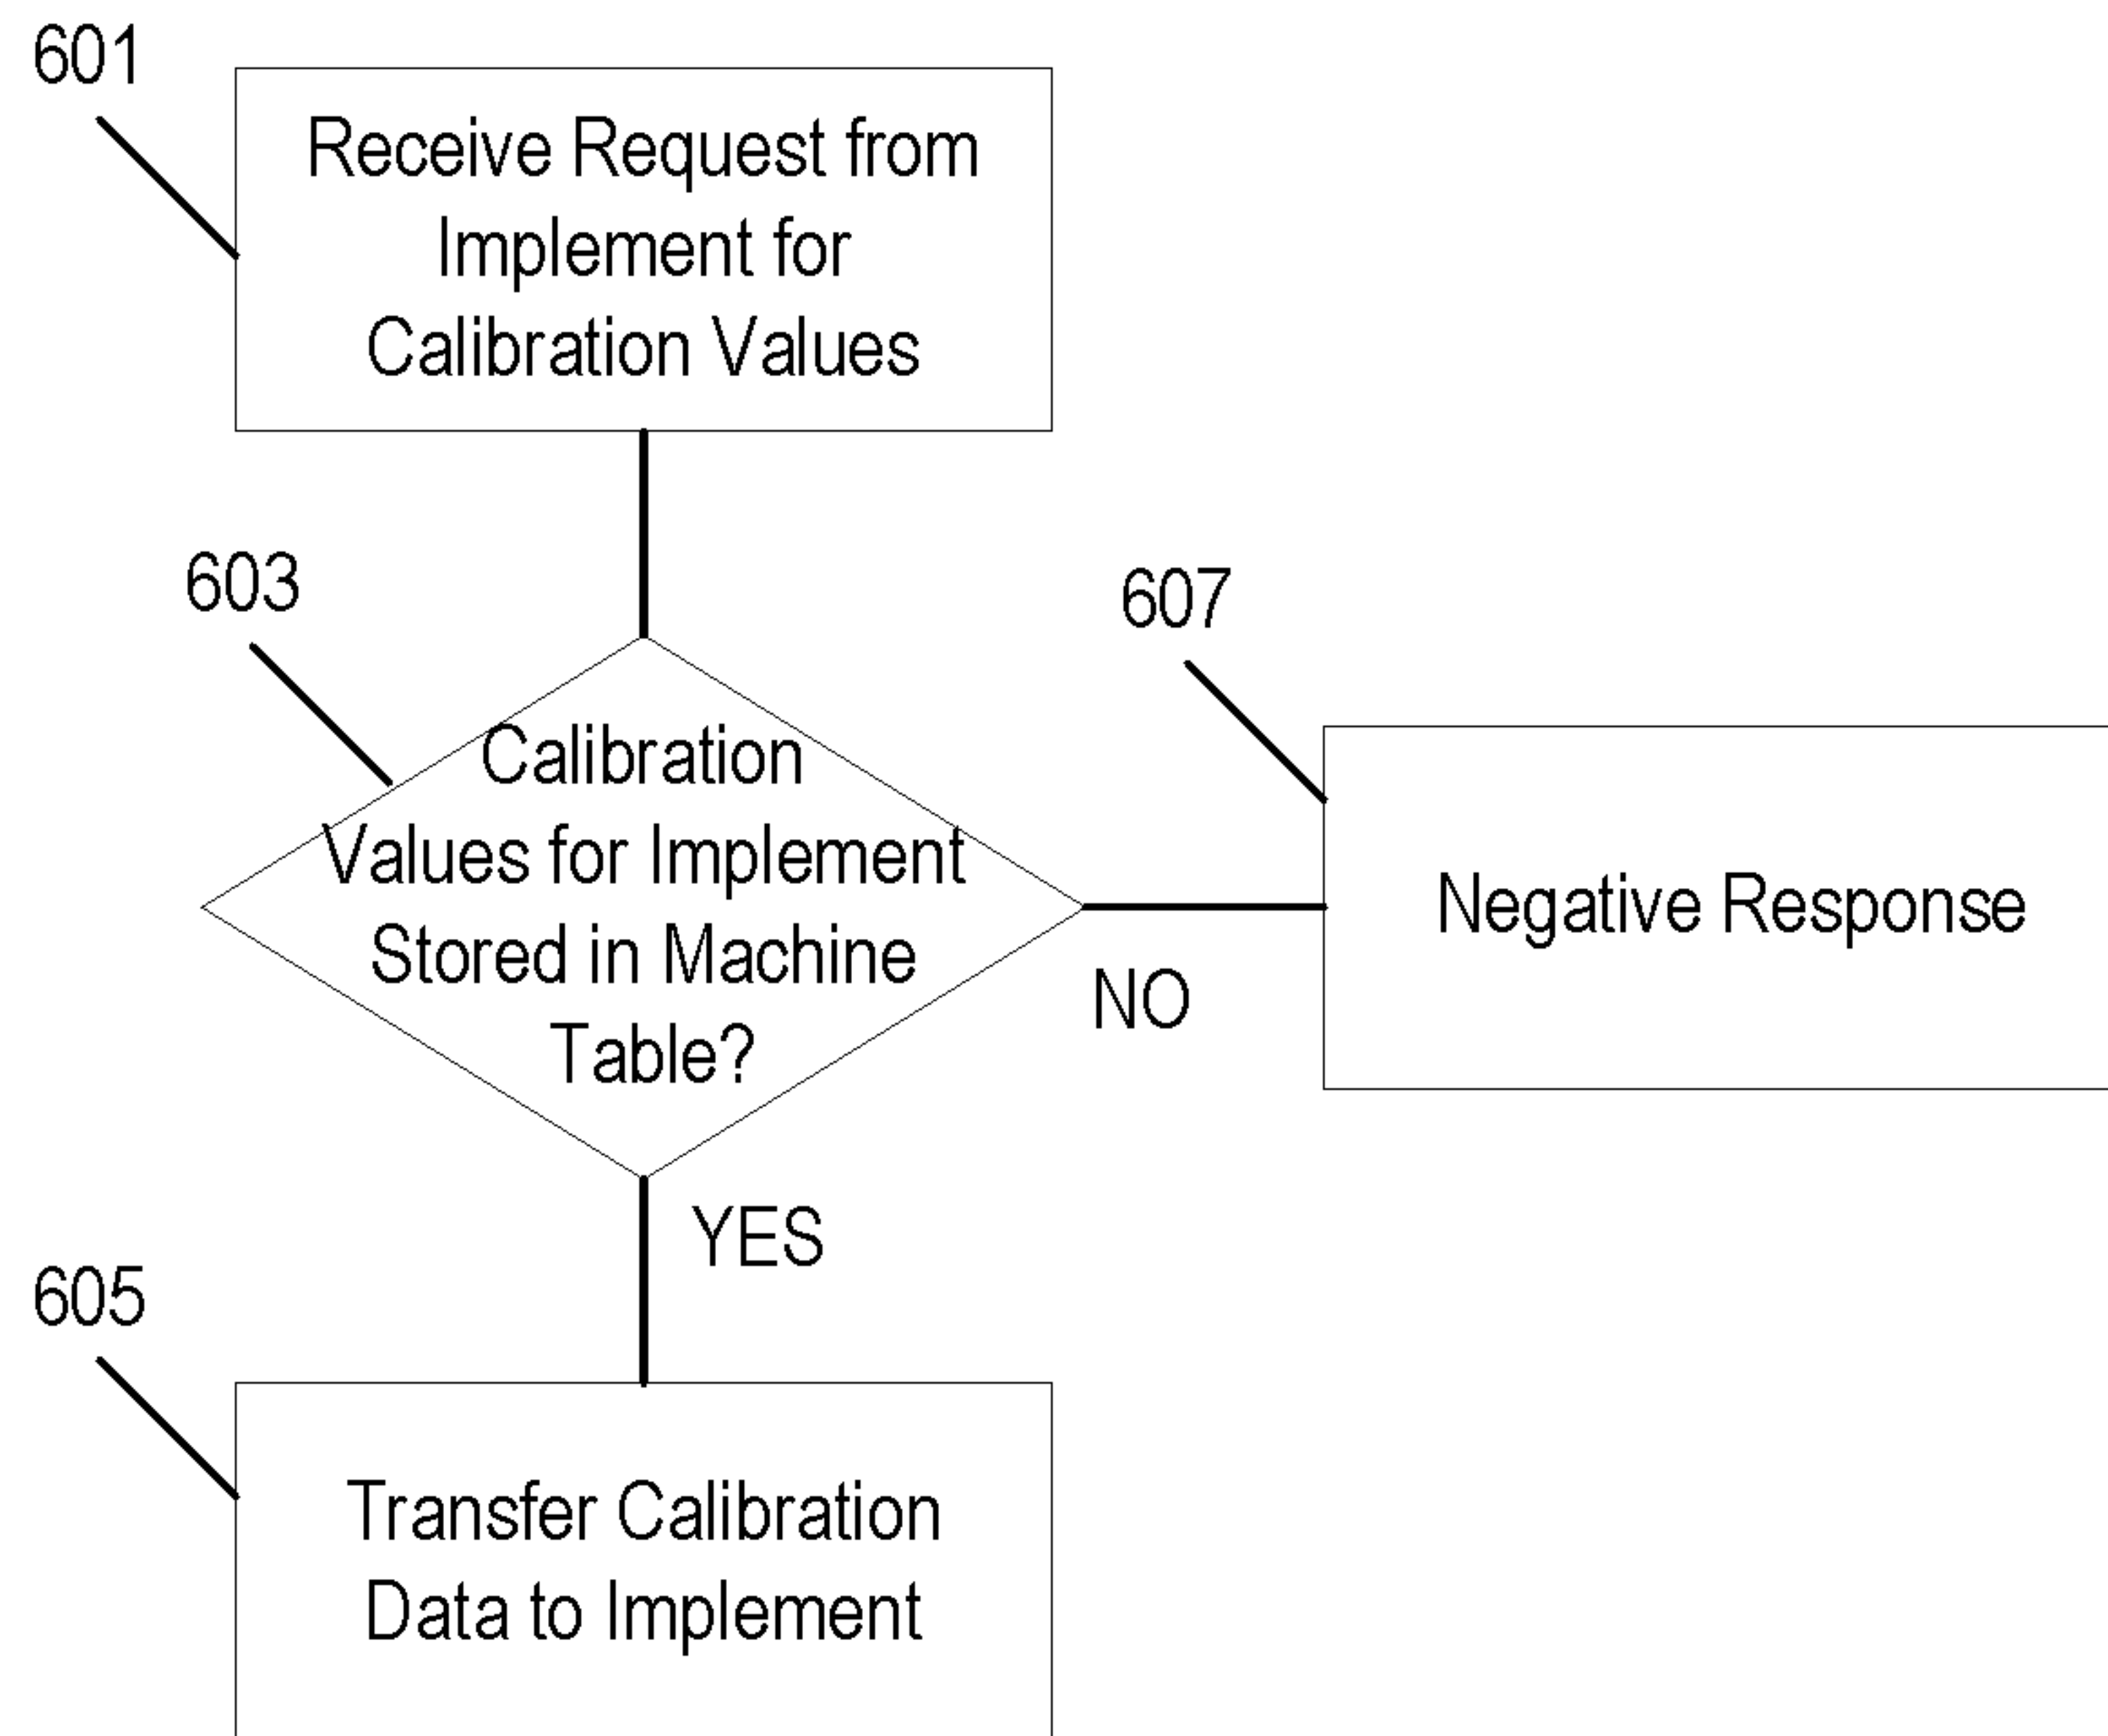 601
Receive Request from
Implement for
Calibration Values
603
Calibration
Values for Implement
Stored in Machine
Table?
607
Negative Response
NO
YES
605
Transfer Calibration
Data to Implement